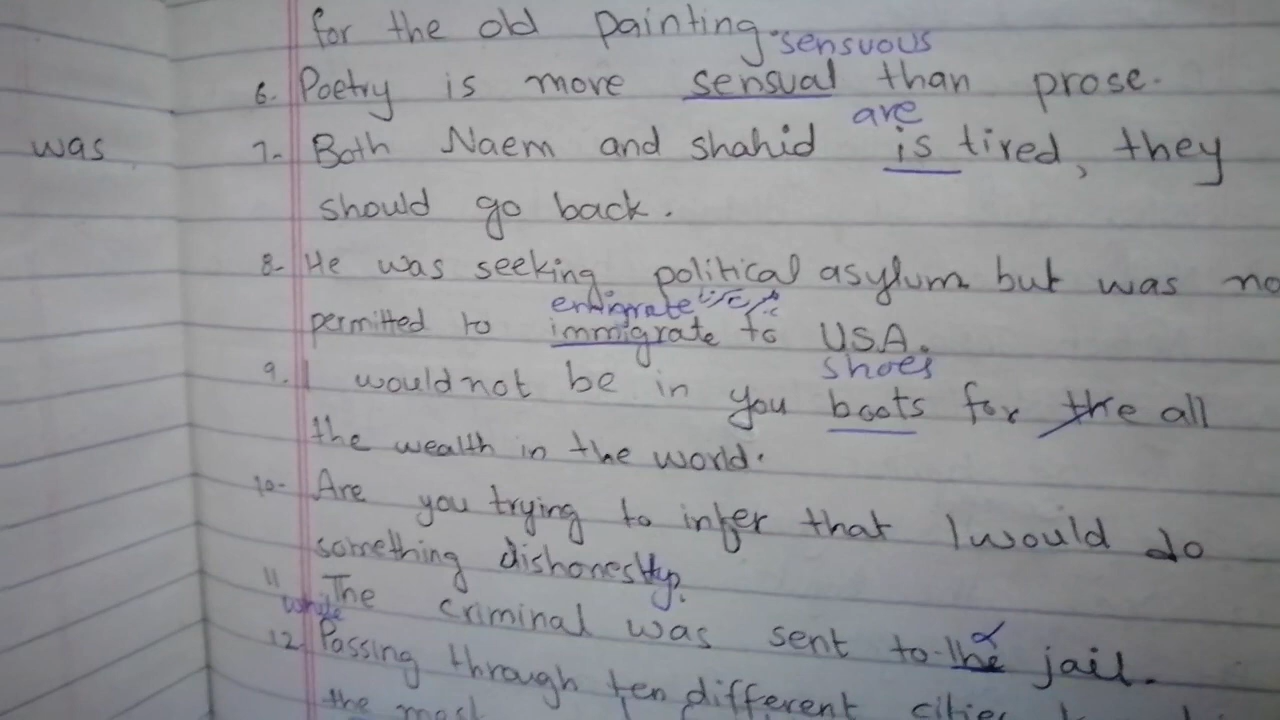 for the old painting.
sensuous
6. Poetry is more sensual than prose.
are
was 7. Both Naem and shahid is tired, they
should go back.
8. He was seeking political asylum but was no
emigrate
permitted to immigrate to USA.
shoes
9. I would not be in you boots for the all
the wealth in the world.
10. Are you trying to infer that I would do
something dishonestly?
11 The criminal was sent to the jail.
while
12 Passing through ten different cities
the most